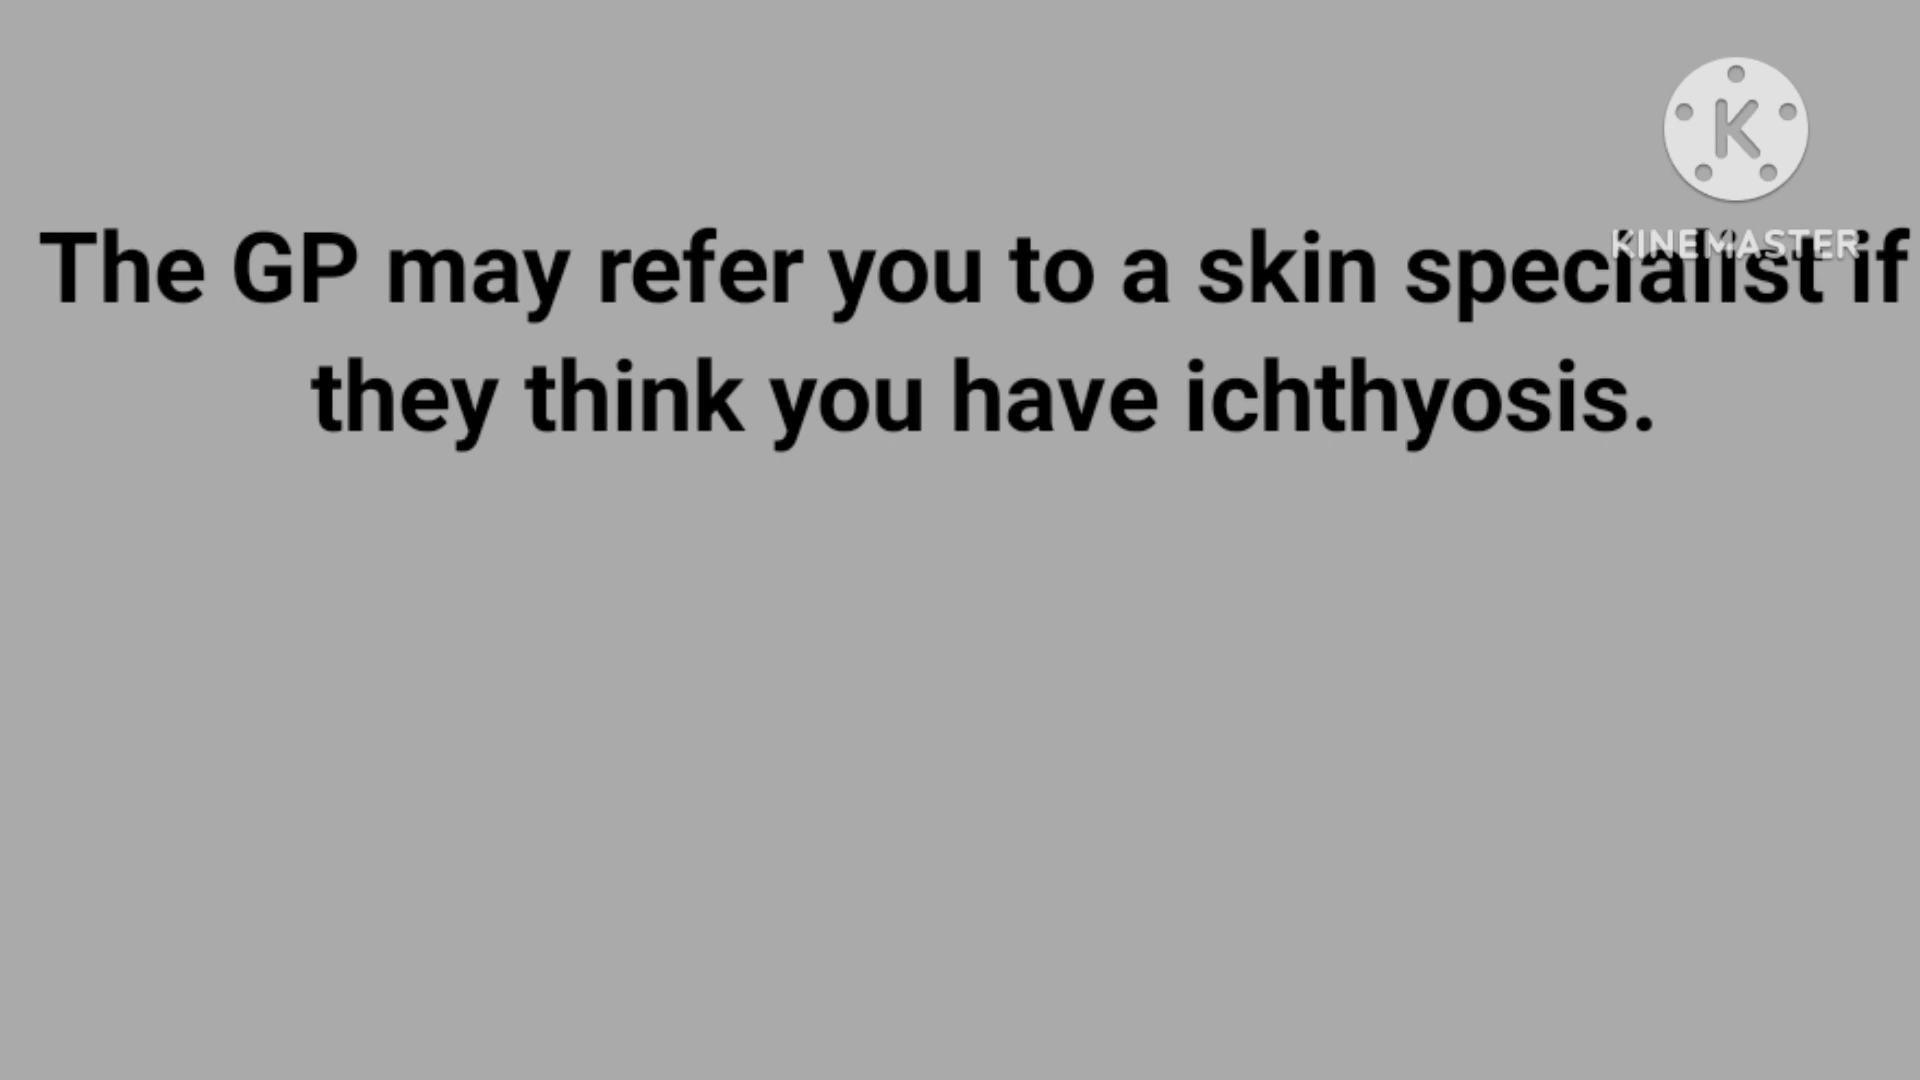 K
KINEMASTER
The GP may refer you to a skin specialist if
they think you have ichthyosis.